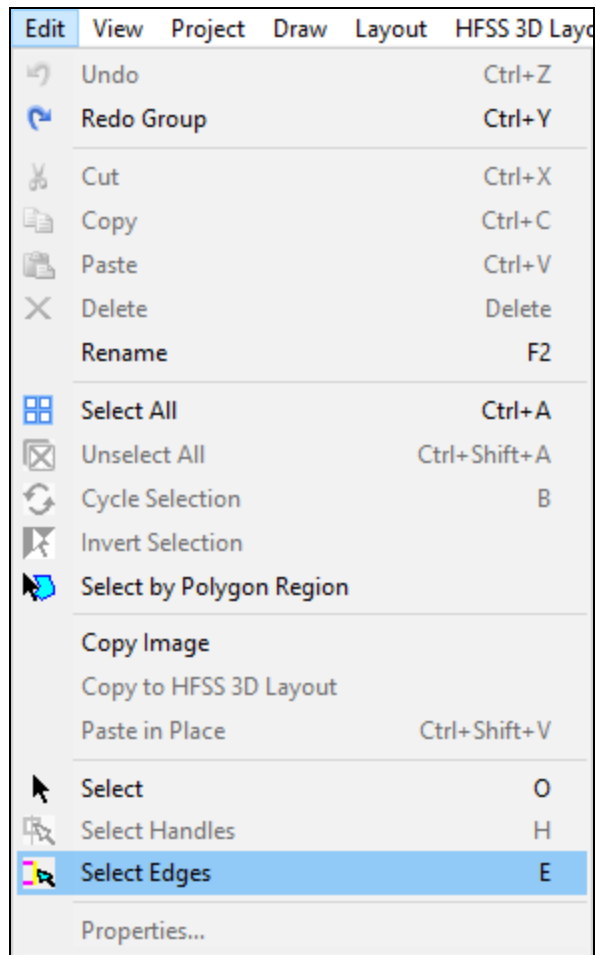 Edit View Project Draw Layout HFSS 3D Layo
Undo Ctrl+Z
Redo Group Ctrl+Y
Cut Ctrl+X
Copy Ctrl+C
Paste Ctrl+V
Delete Delete
Rename F2
Select All Ctrl+A
Unselect All Ctrl+Shift+A
Cycle Selection B
Invert Selection
Select by Polygon Region
Copy Image
Copy to HFSS 3D Layout
Paste in Place Ctrl+Shift+V
Select O
Select Handles H
Select Edges E
Properties...